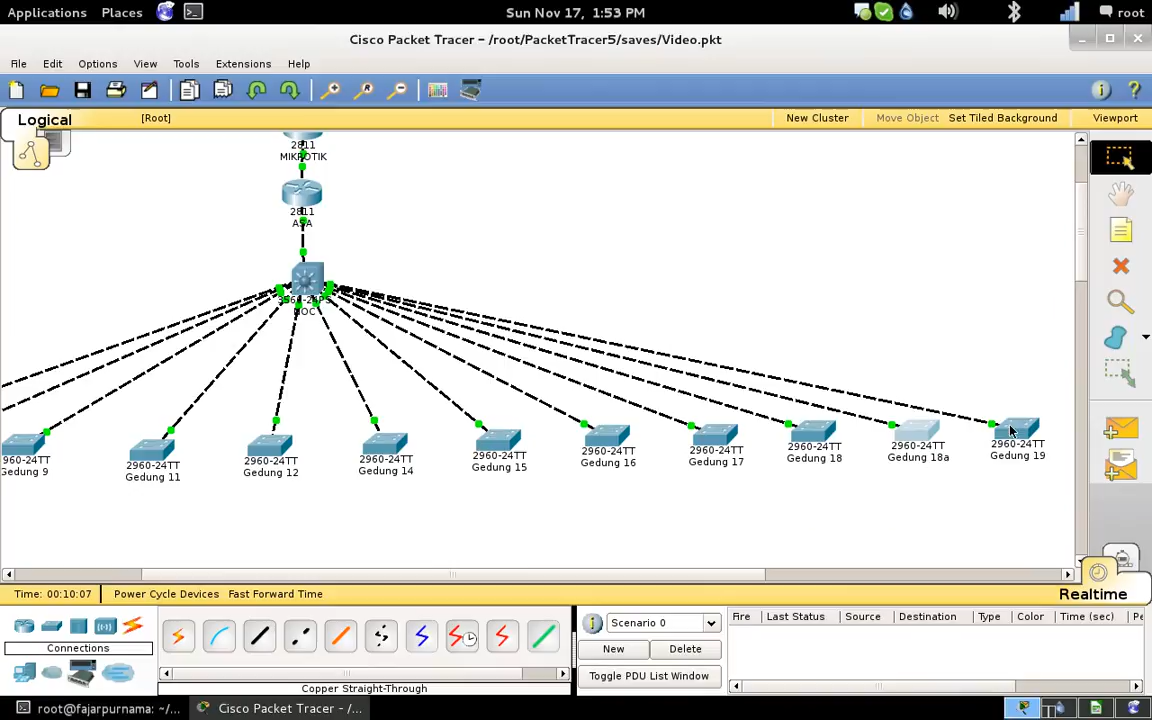 Applications Places Sun Nov 17, 1:53 PM root
Cisco Packet Tracer – /root/PacketTracer5/saves/Video.pkt
File Edit Options View Tools Extensions Help
Logical [Root] New Cluster Move Object Set Tiled Background Viewport
2811
MIKROTIK
2811
ASA
3560-24PS
NOC
960-24TT
Gedung 9
2960-24TT
Gedung 11
2960-24TT
Gedung 12
2960-24TT
Gedung 14
2960-24TT
Gedung 15
2960-24TT
Gedung 16
2960-24TT
Gedung 17
2960-24TT
Gedung 18
2960-24TT
Gedung 18a
2960-24TT
Gedung 19
Time: 00:10:07 Power Cycle Devices Fast Forward Time Realtime
Connections
Copper Straight-Through
Scenario 0
New Delete
Toggle PDU List Window
Fire Last Status Source Destination Type Color Time (sec) Pe
root@fajarpurnama: ~/... Cisco Packet Tracer – /...